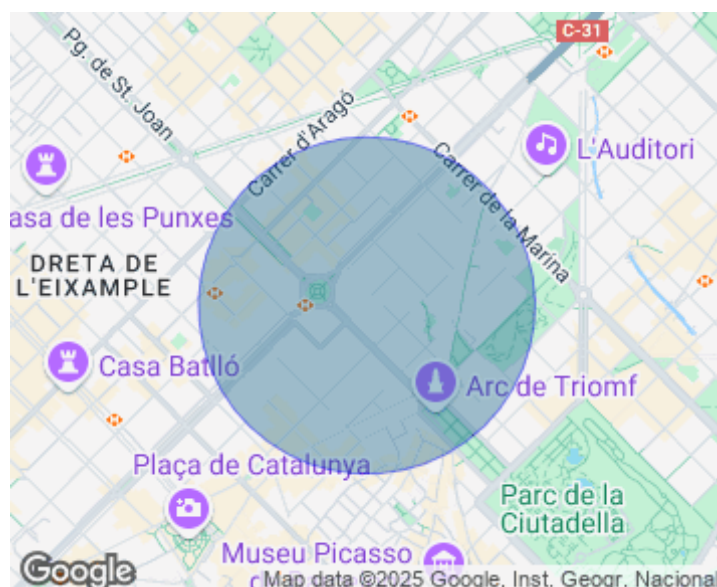 C-31
Pg. de St. Joan
Carrer d'Aragó
L'Auditori
Carrer de la Marina
asa de les Punxes
DRETA DE
L'EIXAMPLE
Casa Batlló
Arc de Triomf
Plaça de Catalunya
Parc de la
Ciutadella
Museu Picasso
Google
Map data ©2025 Google, Inst. Geogr. Nacional